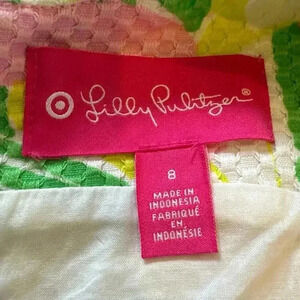 Lilly Pulitzer®
8
MADE IN
INDONESIA
FABRIQUÉ
EN
INDONÉSIE